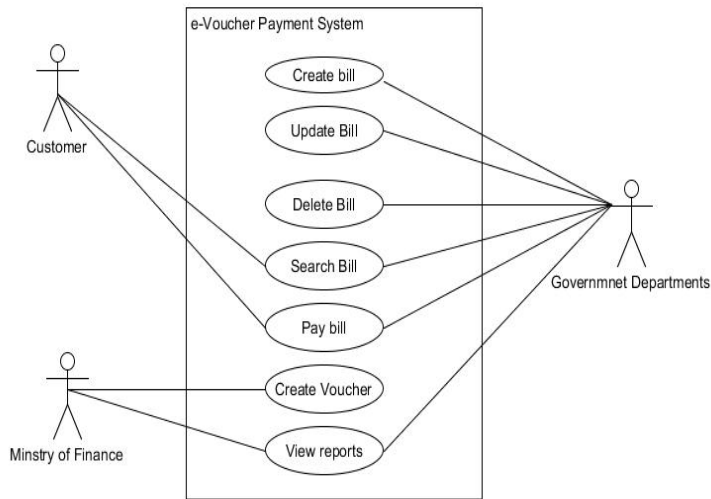 e-Voucher Payment System
Create bill
Update Bill
Customer
Delete Bill
Search Bill
Governmnet Departments
Pay bill
Create Voucher
Minstry of Finance
View reports